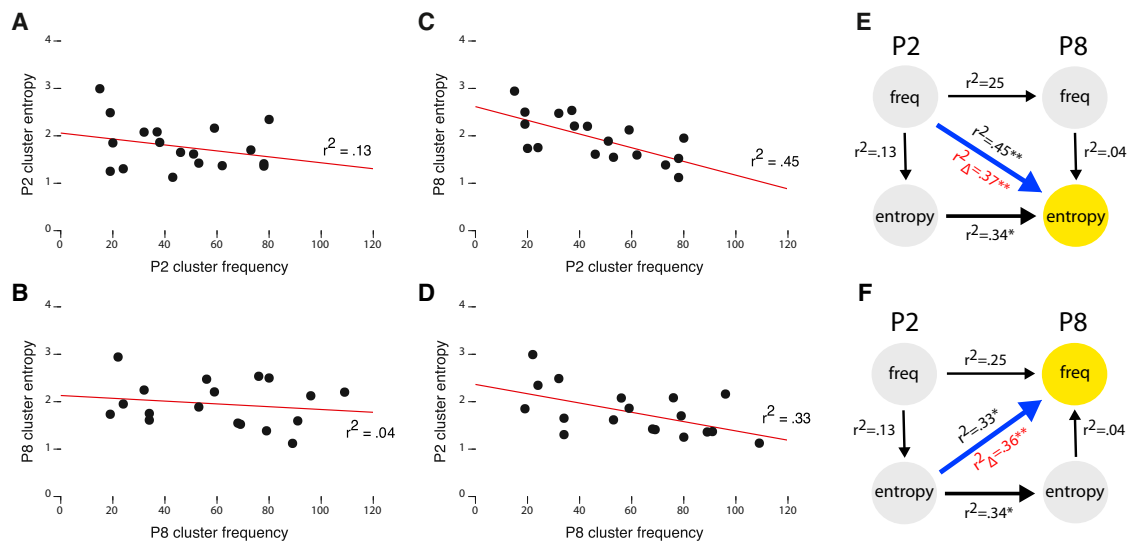 A
4
3
2
1
0
P2 cluster entropy
0 20 40 60 80 100 120
P2 cluster frequency
r2 = .13
C
4
3
2
1
0
P8 cluster entropy
0 20 40 60 80 100 120
P2 cluster frequency
r2 = .45
E
P2 P8
freq r2=25 freq
r2=.13
r2=.45**
r2Δ=.37**
r2=.04
entropy entropy
r2=.34*
B
4
3
2
1
0
P8 cluster entropy
0 20 40 60 80 100 120
P8 cluster frequency
r2 = .04
D
4
3
2
1
0
P2 cluster entropy
0 20 40 60 80 100 120
P8 cluster frequency
r2 = .33
F
P2 P8
freq r2=.25 freq
r2=.13
r2=.33*
r2Δ=.36**
r2=.04
entropy entropy
r2=.34*